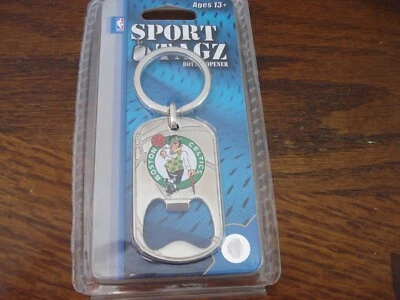 Ages 13+
SPORT
TAGZ
BOTTLE OPENER
BOSTON CELTICS